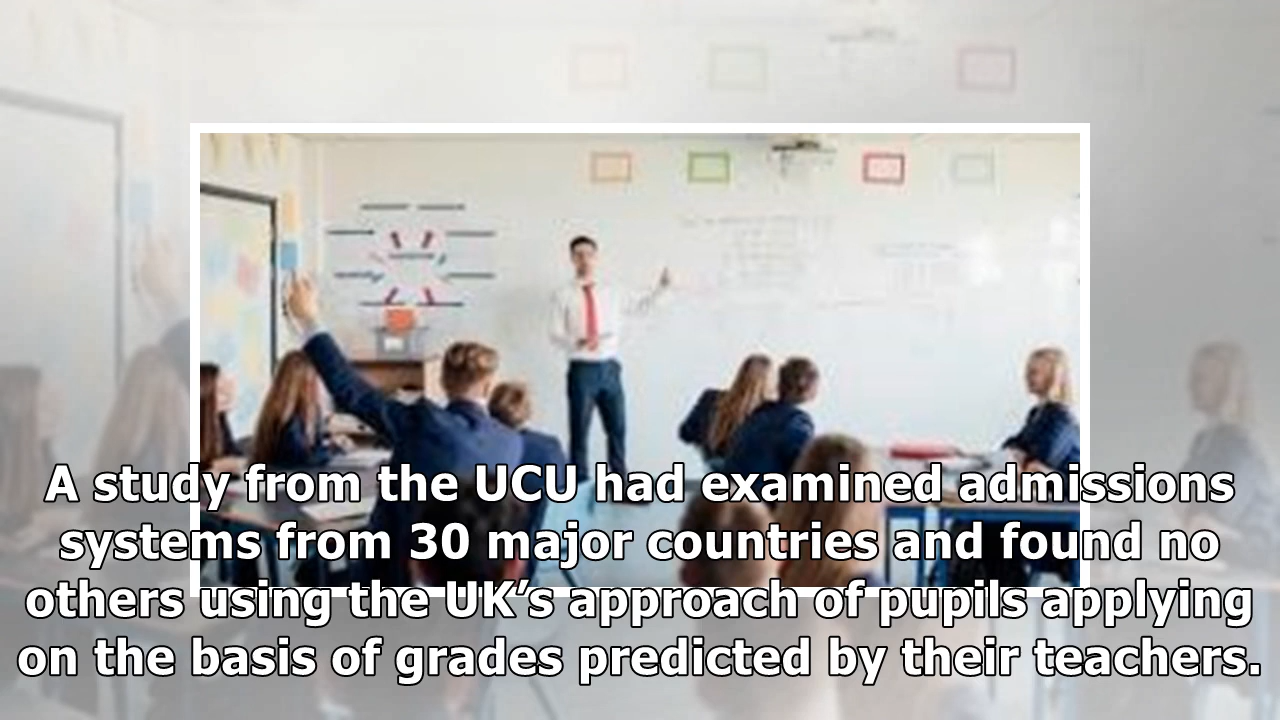 A study from the UCU had examined admissions
systems from 30 major countries and found no
others using the UK’s approach of pupils applying
on the basis of grades predicted by their teachers.